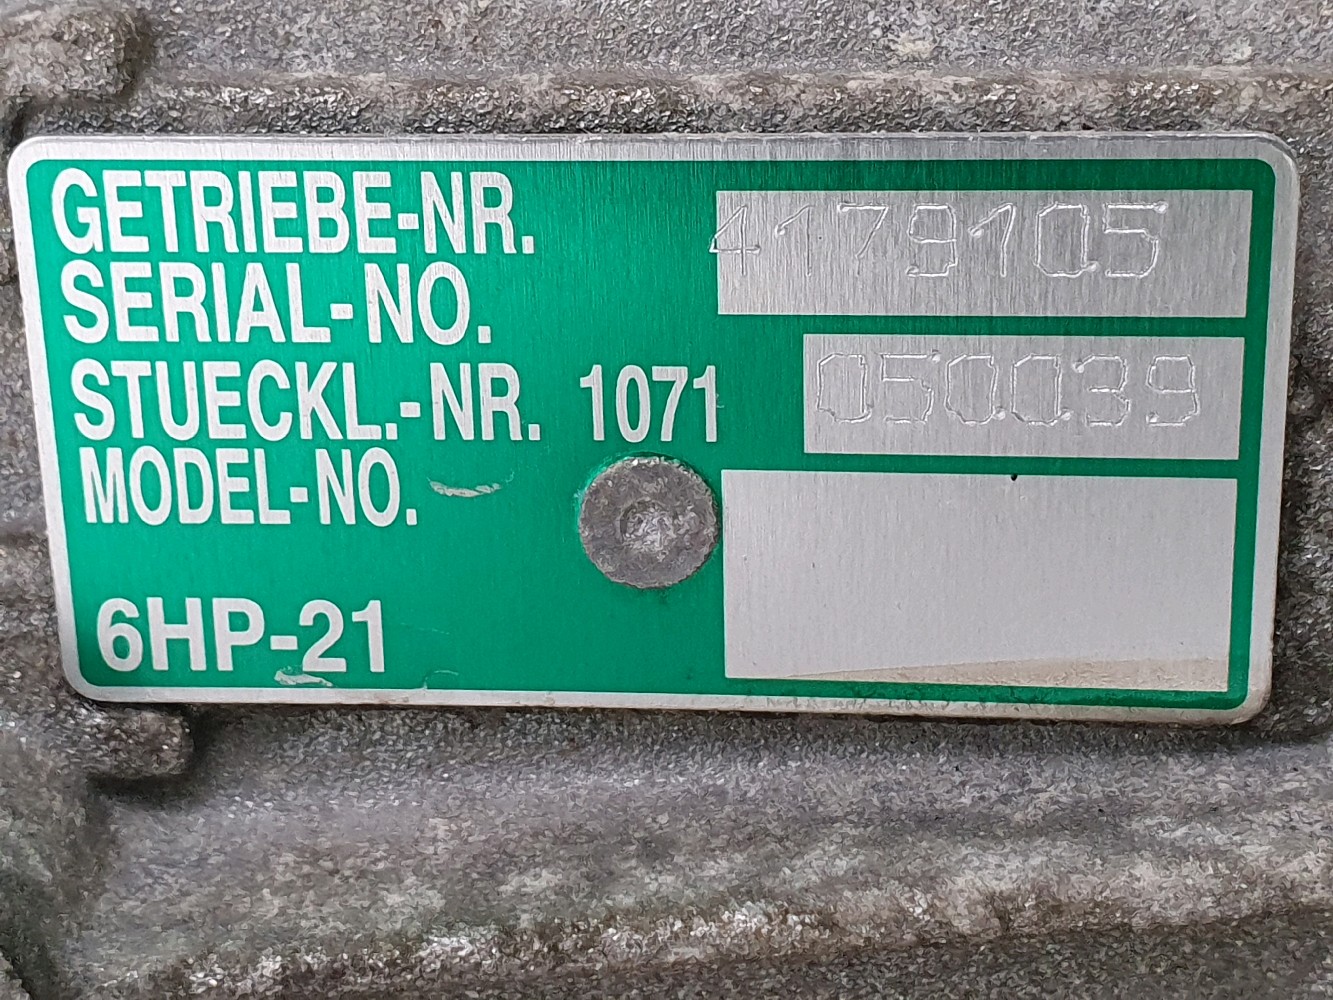 GETRIEBE-NR. 4179105
SERIAL-NO.
STUECKL.-NR. 1071 050039
MODEL-NO.
6HP-21